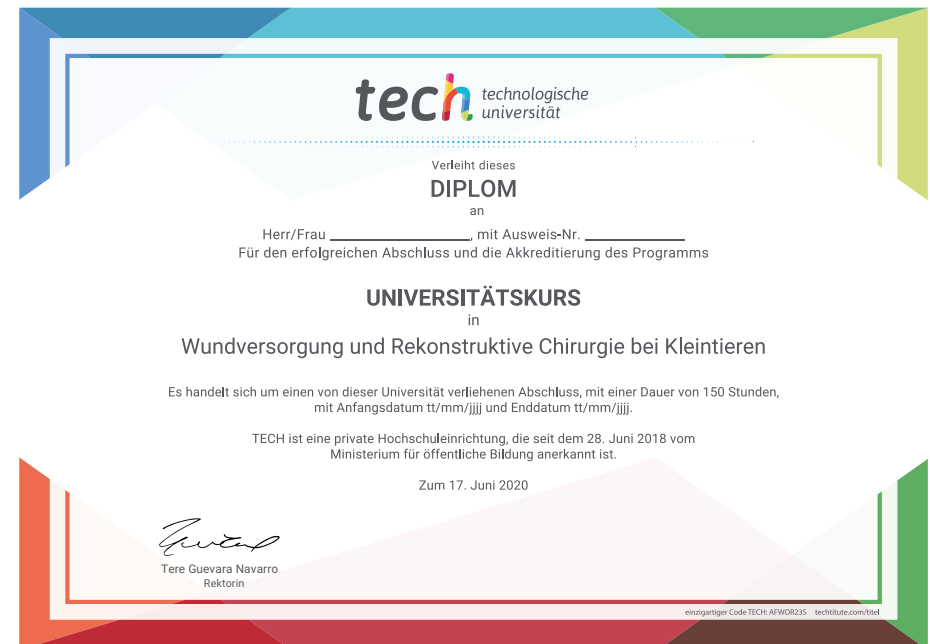 tech technologische
universität
Verleiht dieses
DIPLOM
an
Herr/Frau ____________________, mit Ausweis-Nr. ______________
Für den erfolgreichen Abschluss und die Akkreditierung des Programms
UNIVERSITÄTSKURS
in
Wundversorgung und Rekonstruktive Chirurgie bei Kleintieren
Es handelt sich um einen von dieser Universität verliehenen Abschluss, mit einer Dauer von 150 Stunden,
mit Anfangsdatum tt/mm/jjjj und Enddatum tt/mm/jjjj.
TECH ist eine private Hochschuleinrichtung, die seit dem 28. Juni 2018 vom
Ministerium für öffentliche Bildung anerkannt ist.
Zum 17. Juni 2020
Tere Guevara Navarro
Rektorin
einzigartiger Code TECH: AFWOR23S techtitute.com/titel